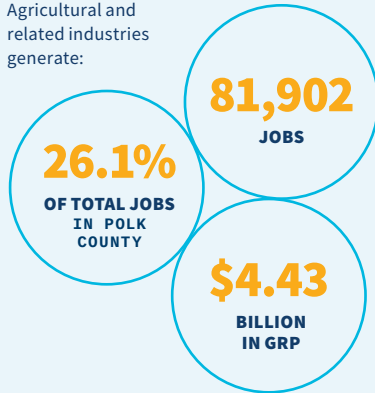 Agricultural and
related industries
generate:
81,902
JOBS
26.1%
OF TOTAL JOBS
IN POLK
COUNTY
$4.43
BILLION
IN GRP